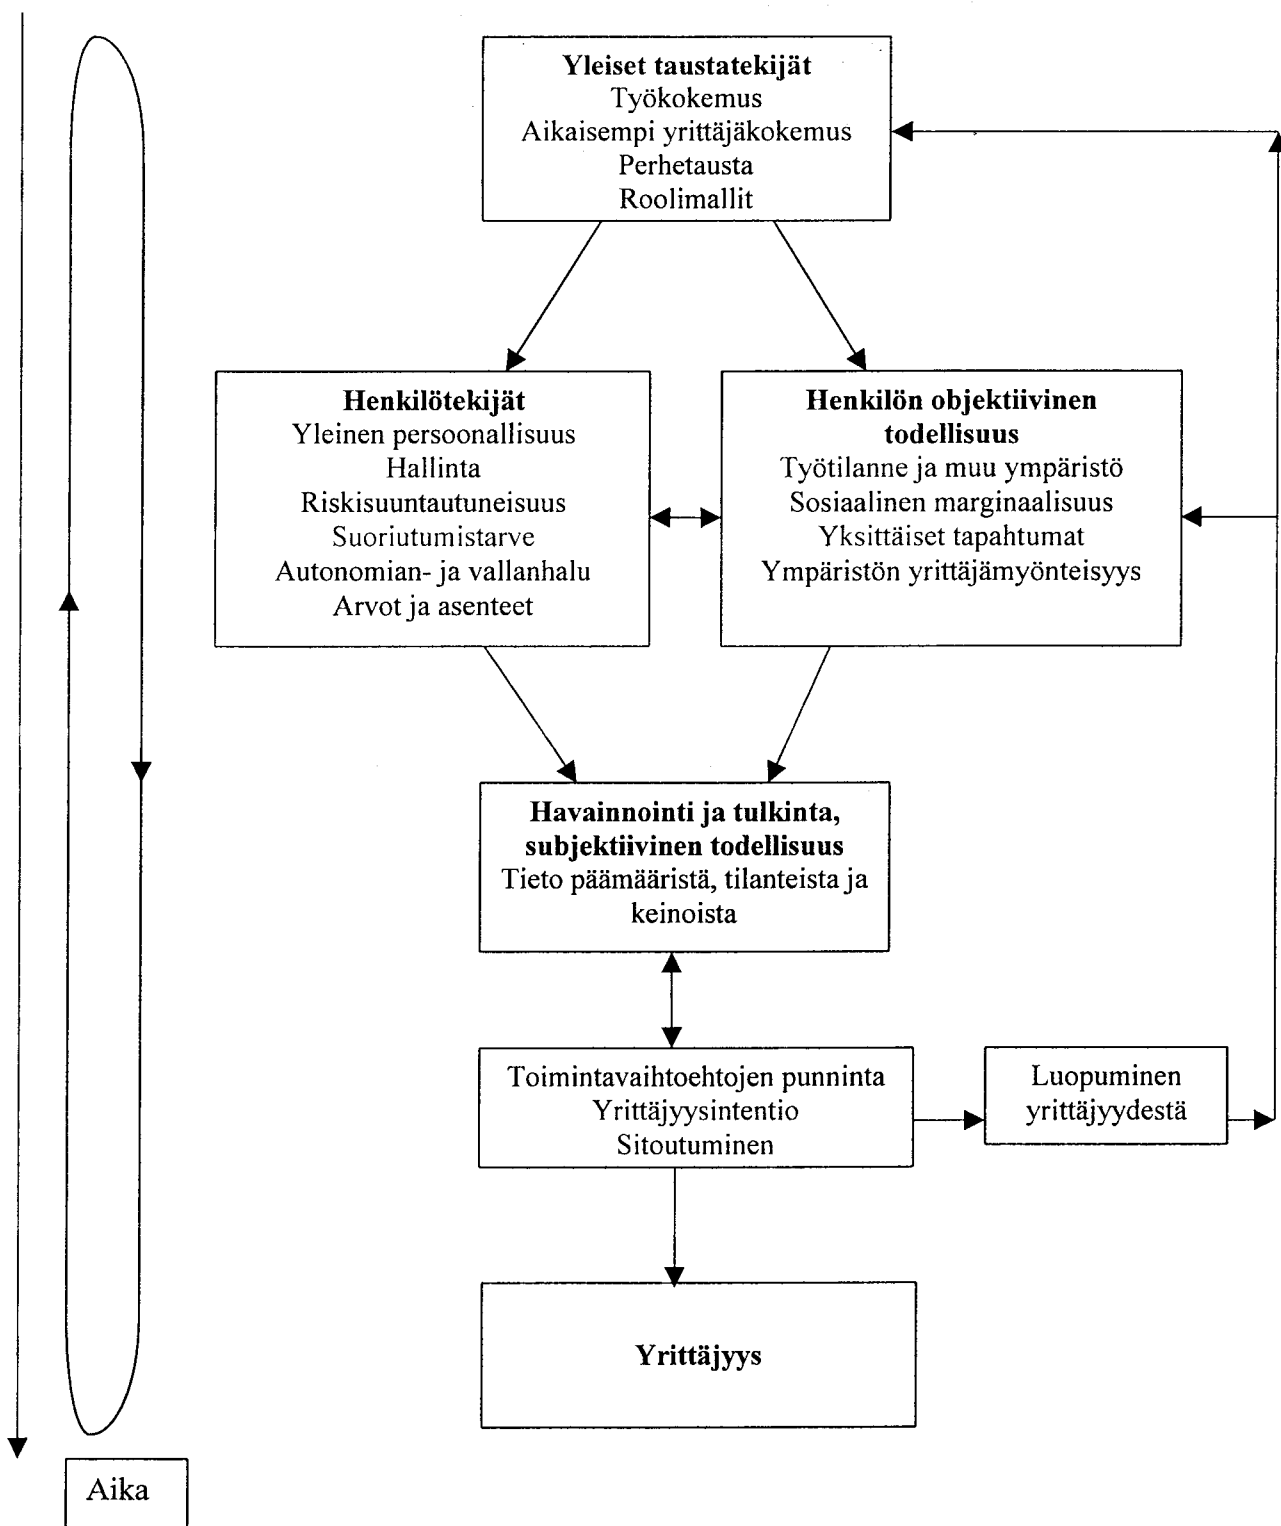 Yleiset taustatekijät
Työkokemus
Aikaisempi yrittäjäkokemus
Perhetausta
Roolimallit
Henkilötekijät
Yleinen persoonallisuus
Hallinta
Riskisuuntautuneisuus
Suoriutumistarve
Autonomian- ja vallanhalu
Arvot ja asenteet
Henkilön objektiivinen
todellisuus
Työtilanne ja muu ympäristö
Sosiaalinen marginaalisuus
Yksittäiset tapahtumat
Ympäristön yrittäjämyönteisyys
Havainnointi ja tulkinta,
subjektiivinen todellisuus
Tieto päämääristä, tilanteista ja
keinoista
Toimintavaihtoehtojen punninta
Yrittäjyysintentio
Sitoutuminen
Luopuminen
yrittäjyydestä
Yrittäjyys
Aika